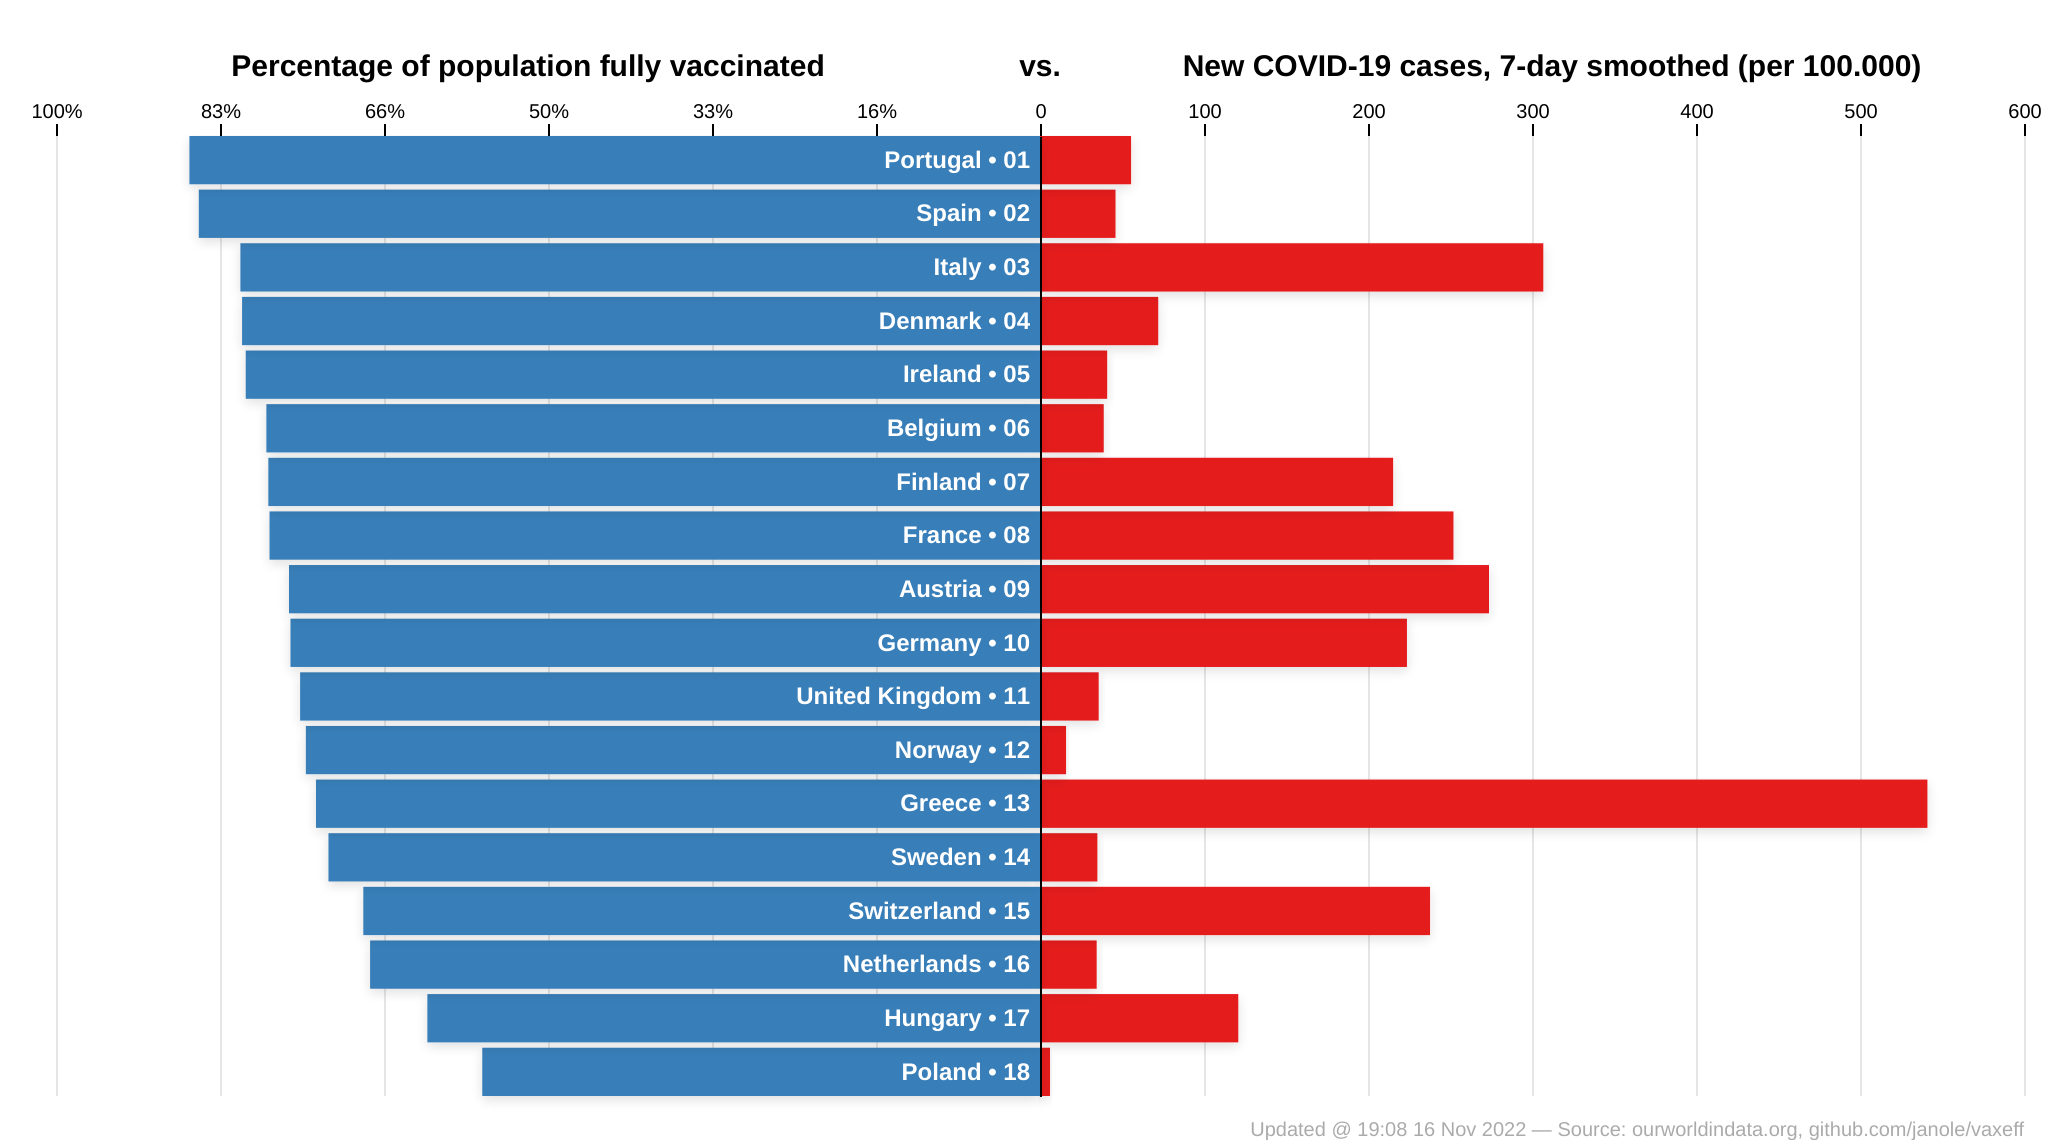 Percentage of population fully vaccinated vs. New COVID-19 cases, 7-day smoothed (per 100.000)
100% 83% 66% 50% 33% 16% 0 100 200 300 400 500 600
Portugal • 01
Spain • 02
Italy • 03
Denmark • 04
Ireland • 05
Belgium • 06
Finland • 07
France • 08
Austria • 09
Germany • 10
United Kingdom • 11
Norway • 12
Greece • 13
Sweden • 14
Switzerland • 15
Netherlands • 16
Hungary • 17
Poland • 18
Updated @ 19:08 16 Nov 2022 — Source: ourworldindata.org, github.com/janole/vaxeff